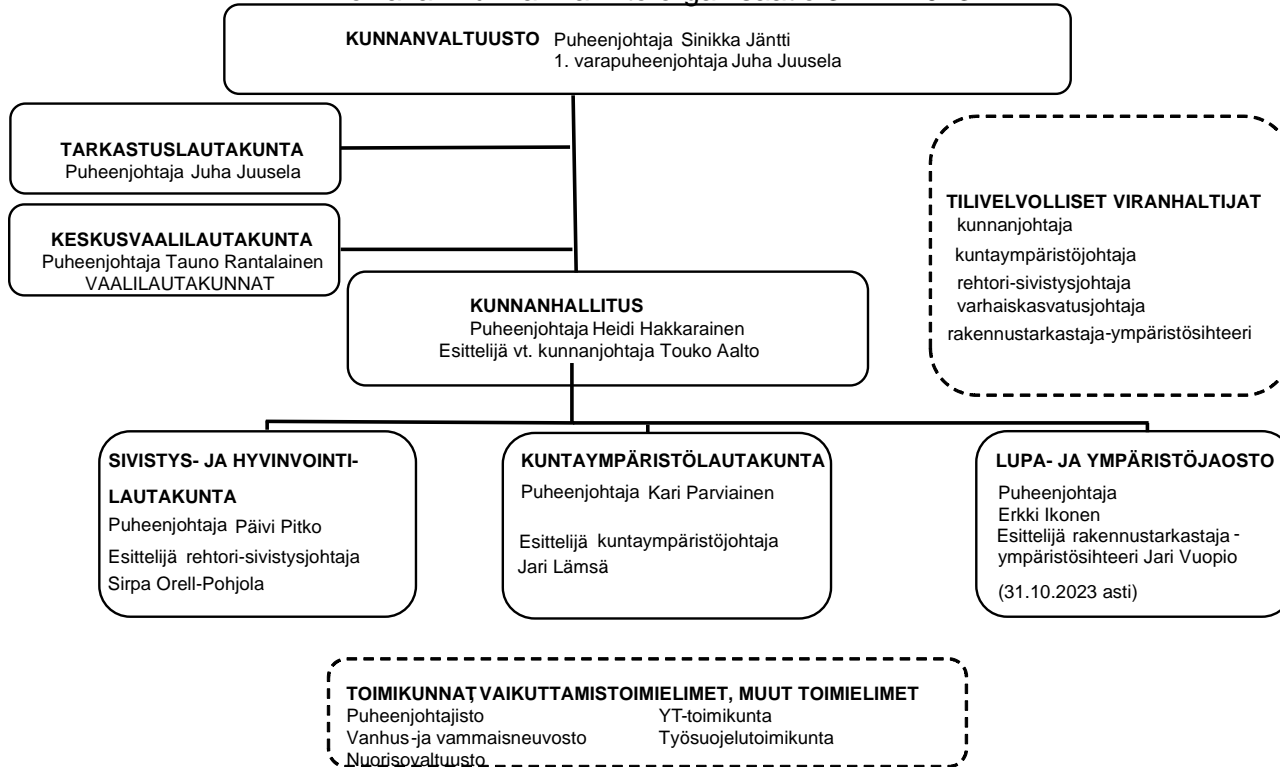 KUNNANVALTUUSTO Puheenjohtaja Sinikka Jäntti
1. varapuheenjohtaja Juha Juusela
TARKASTUSLAUTAKUNTA
Puheenjohtaja Juha Juusela
KESKUSVAALILAUTAKUNTA
Puheenjohtaja Tauno Rantalainen
VAALILAUTAKUNNAT
TILIVELVOLLISET VIRANHALTIJAT
kunnanjohtaja
kuntaympäristöjohtaja
rehtori-sivistysjohtaja
varhaiskasvatusjohtaja
rakennustarkastaja-ympäristösihteeri
KUNNANHALLITUS
Puheenjohtaja Heidi Hakkarainen
Esittelijä vt. kunnanjohtaja Touko Aalto
SIVISTYS- JA HYVINVOINTI-
LAUTAKUNTA
Puheenjohtaja Päivi Pitko
Esittelijä rehtori-sivistysjohtaja
Sirpa Orell-Pohjola
KUNTAYMPÄRISTÖLAUTAKUNTA
Puheenjohtaja Kari Parviainen
Esittelijä kuntaympäristöjohtaja
Jari Lämsä
LUPA- JA YMPÄRISTÖJAOSTO
Puheenjohtaja
Erkki Ikonen
Esittelijä rakennustarkastaja -
ympäristösihteeri Jari Vuopio
(31.10.2023 asti)
TOIMIKUNNAT, VAIKUTTAMISTOIMIELIMET, MUUT TOIMIELIMET
Puheenjohtajisto YT-toimikunta
Vanhus -ja vammaisneuvosto Työsuojelutoimikunta
Nuorisovaltuusto